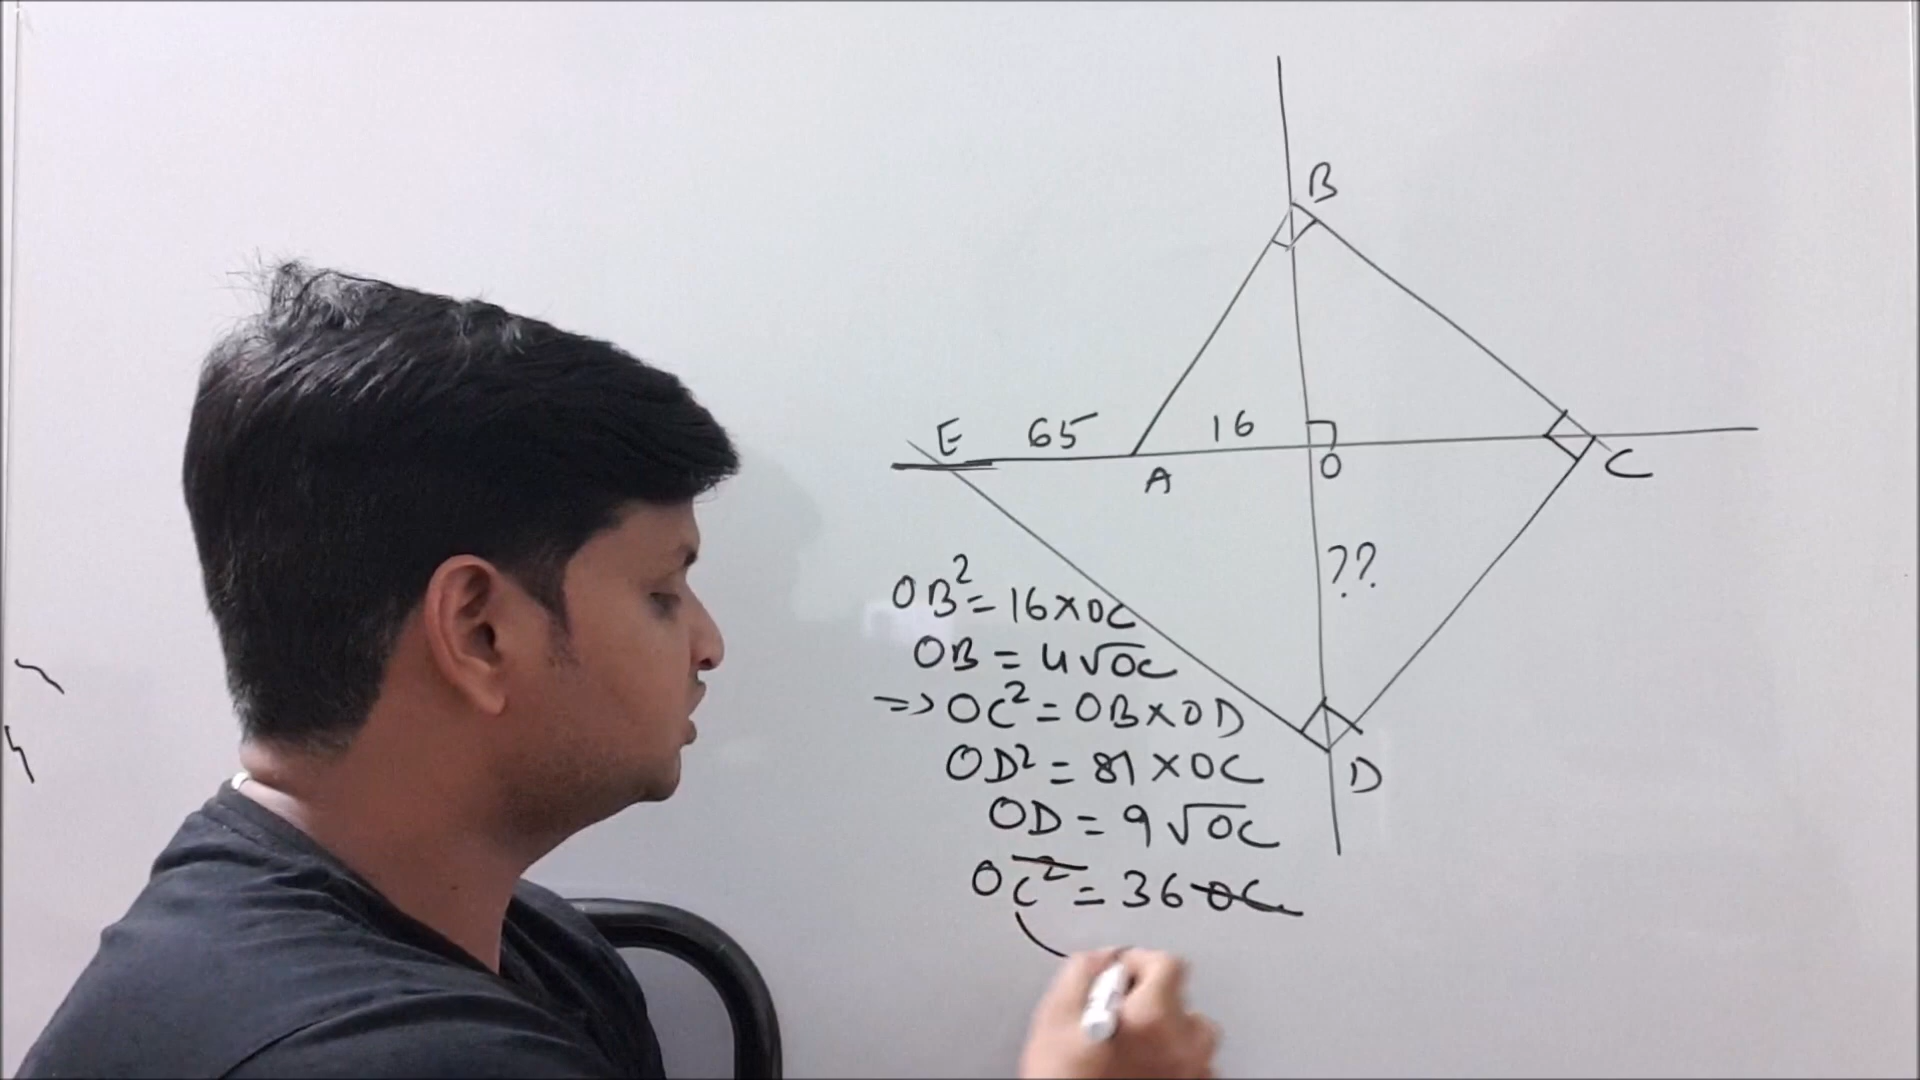 B
E 65 16
A O C
??
OB² = 16 × OC
OB = 4√OC
=> OC² = OB × OD
OD² = 81 × OC
D
OD = 9√OC
OC² = 36 OC